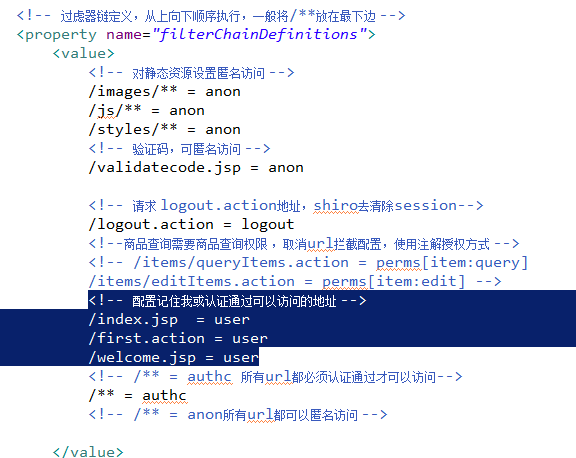 <!-- 过虑器链定义，从上向下顺序执行，一般将/**放在最下边 -->
<property name="filterChainDefinitions">
<value>
<!-- 对静态资源设置匿名访问 -->
/images/** = anon
/js/** = anon
/styles/** = anon
<!-- 验证码，可匿名访问 -->
/validatecode.jsp = anon
<!-- 请求 logout.action地址，shiro去清除session-->
/logout.action = logout
<!--商品查询需要商品查询权限 ，取消url拦截配置，使用注解授权方式 -->
<!-- /items/queryItems.action = perms[item:query]
/items/editItems.action = perms[item:edit] -->
<!-- 配置记住我或认证通过可以访问的地址 -->
/index.jsp  = user
/first.action = user
/welcome.jsp = user
<!-- /** = authc 所有url都必须认证通过才可以访问-->
/** = authc
<!-- /** = anon所有url都可以匿名访问 -->
</value>